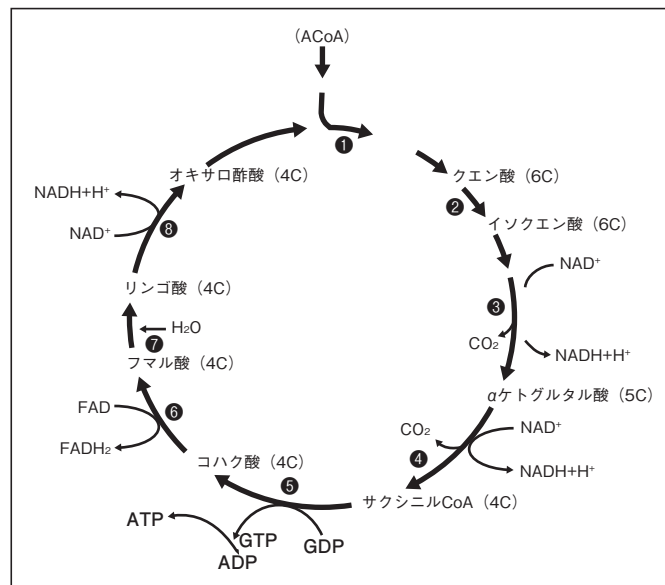 (ACoA)
❶
オキサロ酢酸（4C）
クエン酸（6C）
NADH+H⁺
❷
イソクエン酸（6C）
NAD⁺
❽
NAD⁺
リンゴ酸（4C）
❸
CO₂
H₂O
❼
NADH+H⁺
フマル酸（4C）
αケトグルタル酸（5C）
FAD
❻
CO₂
NAD⁺
FADH₂
❹
コハク酸（4C）
NADH+H⁺
❺
サクシニルCoA（4C）
ATP
GTP
GDP
ADP